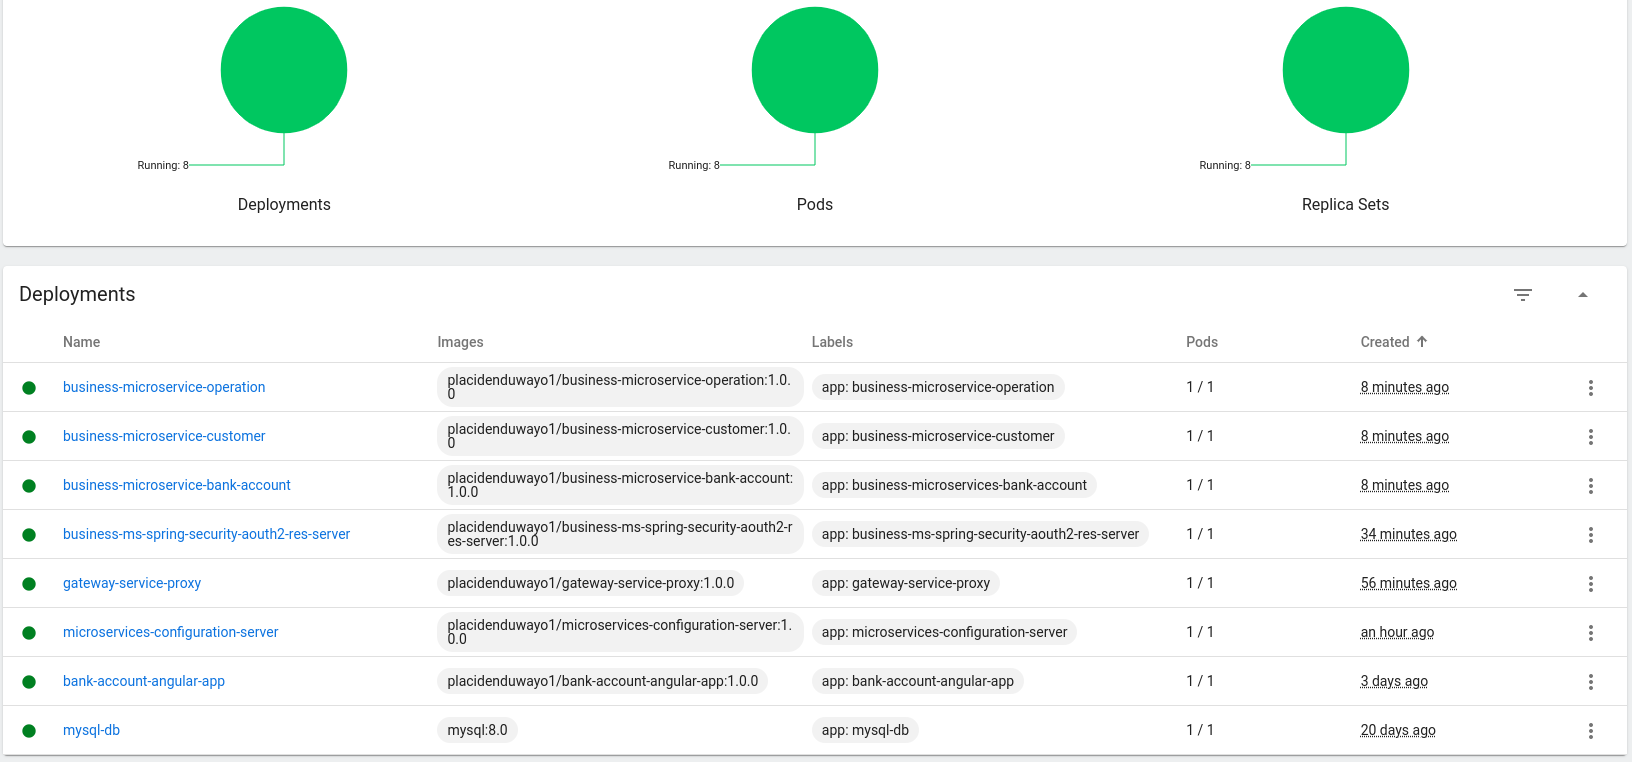 Running: 8 Running: 8 Running: 8
Deployments Pods Replica Sets
Deployments
Name Images Labels Pods Created
business-microservice-operation placidenduwayo1/business-microservice-operation:1.0. app: business-microservice-operation 1 / 1 8 minutes ago
0
business-microservice-customer placidenduwayo1/business-microservice-customer:1.0. app: business-microservice-customer 1 / 1 8 minutes ago
0
business-microservice-bank-account placidenduwayo1/business-microservice-bank-account: app: business-microservices-bank-account 1 / 1 8 minutes ago
1.0.0
business-ms-spring-security-aouth2-res-server placidenduwayo1/business-ms-spring-security-aouth2-r app: business-ms-spring-security-aouth2-res-server 1 / 1 34 minutes ago
es-server:1.0.0
gateway-service-proxy placidenduwayo1/gateway-service-proxy:1.0.0 app: gateway-service-proxy 1 / 1 56 minutes ago
microservices-configuration-server placidenduwayo1/microservices-configuration-server:1. app: microservices-configuration-server 1 / 1 an hour ago
0.0
bank-account-angular-app placidenduwayo1/bank-account-angular-app:1.0.0 app: bank-account-angular-app 1 / 1 3 days ago
mysql-db mysql:8.0 app: mysql-db 1 / 1 20 days ago